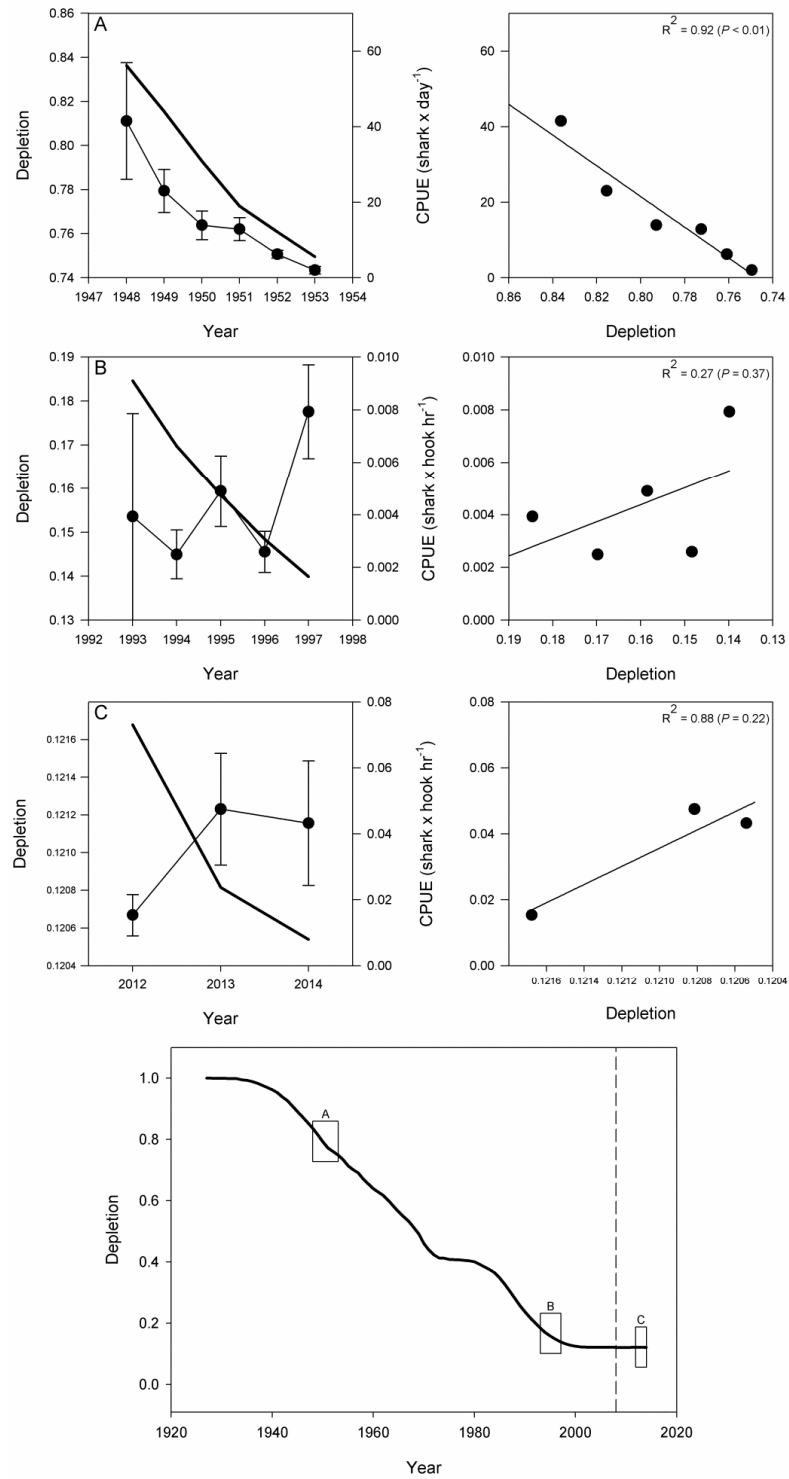 A
R2 = 0.92 (P < 0.01)
0.86
0.84
0.82
0.80
0.78
0.76
0.74
Depletion
60
40
20
0
CPUE (shark x day-1)
60
40
20
0
1947 1948 1949 1950 1951 1952 1953 1954
0.86 0.84 0.82 0.80 0.78 0.76 0.74
Year
Depletion
B
R2 = 0.27 (P = 0.37)
0.19
0.18
0.17
0.16
0.15
0.14
0.13
Depletion
0.010
0.008
0.006
0.004
0.002
0.000
CPUE (shark x hook hr-1)
0.010
0.008
0.006
0.004
0.002
0.000
1992 1993 1994 1995 1996 1997 1998
0.19 0.18 0.17 0.16 0.15 0.14 0.13
Year
Depletion
C
R2 = 0.88 (P = 0.22)
0.1216
0.1214
0.1212
0.1210
0.1208
0.1206
0.1204
Depletion
0.08
0.06
0.04
0.02
0.00
CPUE (shark x hook hr-1)
0.08
0.06
0.04
0.02
0.00
2012 2013 2014
0.1216 0.1214 0.1212 0.1210 0.1208 0.1206 0.1204
Year
Depletion
1.0
0.8
0.6
0.4
0.2
0.0
Depletion
A
B
C
1920 1940 1960 1980 2000 2020
Year